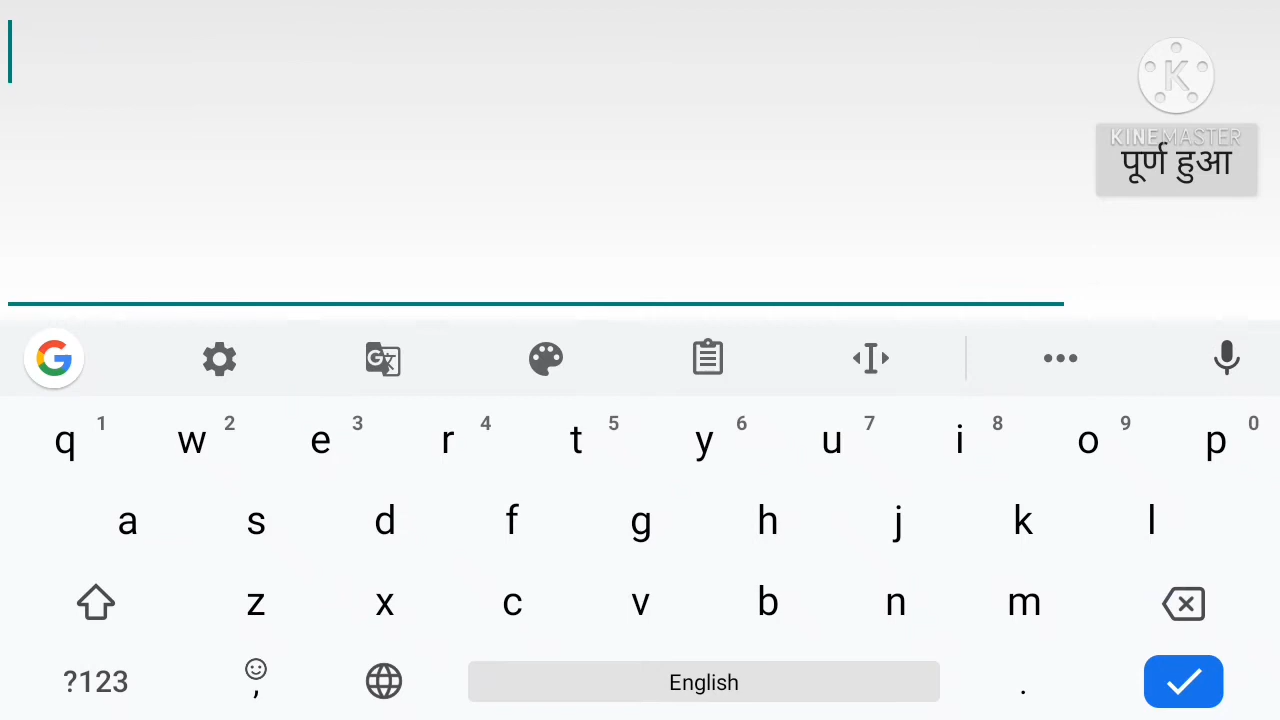 KINEMASTER
पूर्ण हुआ
q 1 w 2 e 3 r 4 t 5 y 6 u 7 i 8 o 9 p 0
a s d f g h j k l
z x c v b n m
?123 , English .